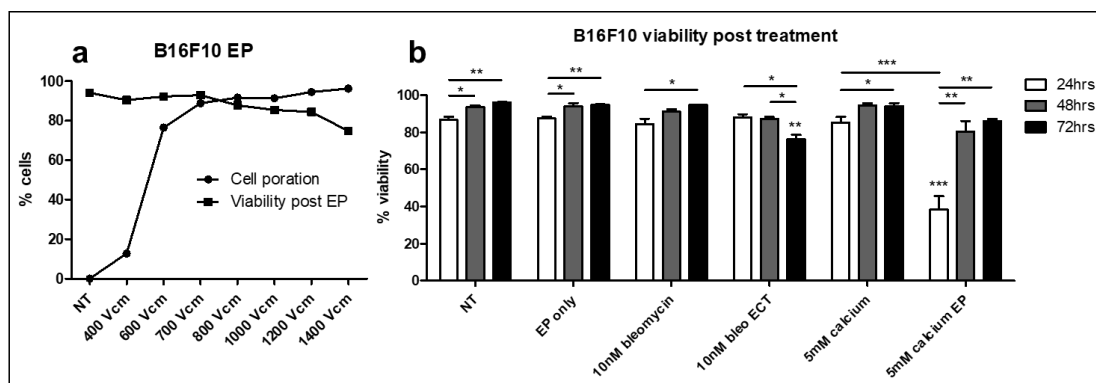 a
B16F10 EP
100
80
60
40
20
0
% cells
Cell poration
Viability post EP
NT
400 Vcm
600 Vcm
700 Vcm
800 Vcm
1000 Vcm
1200 Vcm
1400 Vcm
b
B16F10 viability post treatment
100
80
60
40
20
0
% viability
**
*
**
*
*
*
*
**
*
***
**
**
***
24hrs
48hrs
72hrs
NT
EP only
10nM bleomycin
10nM bleo ECT
5mM calcium
5mM calcium EP